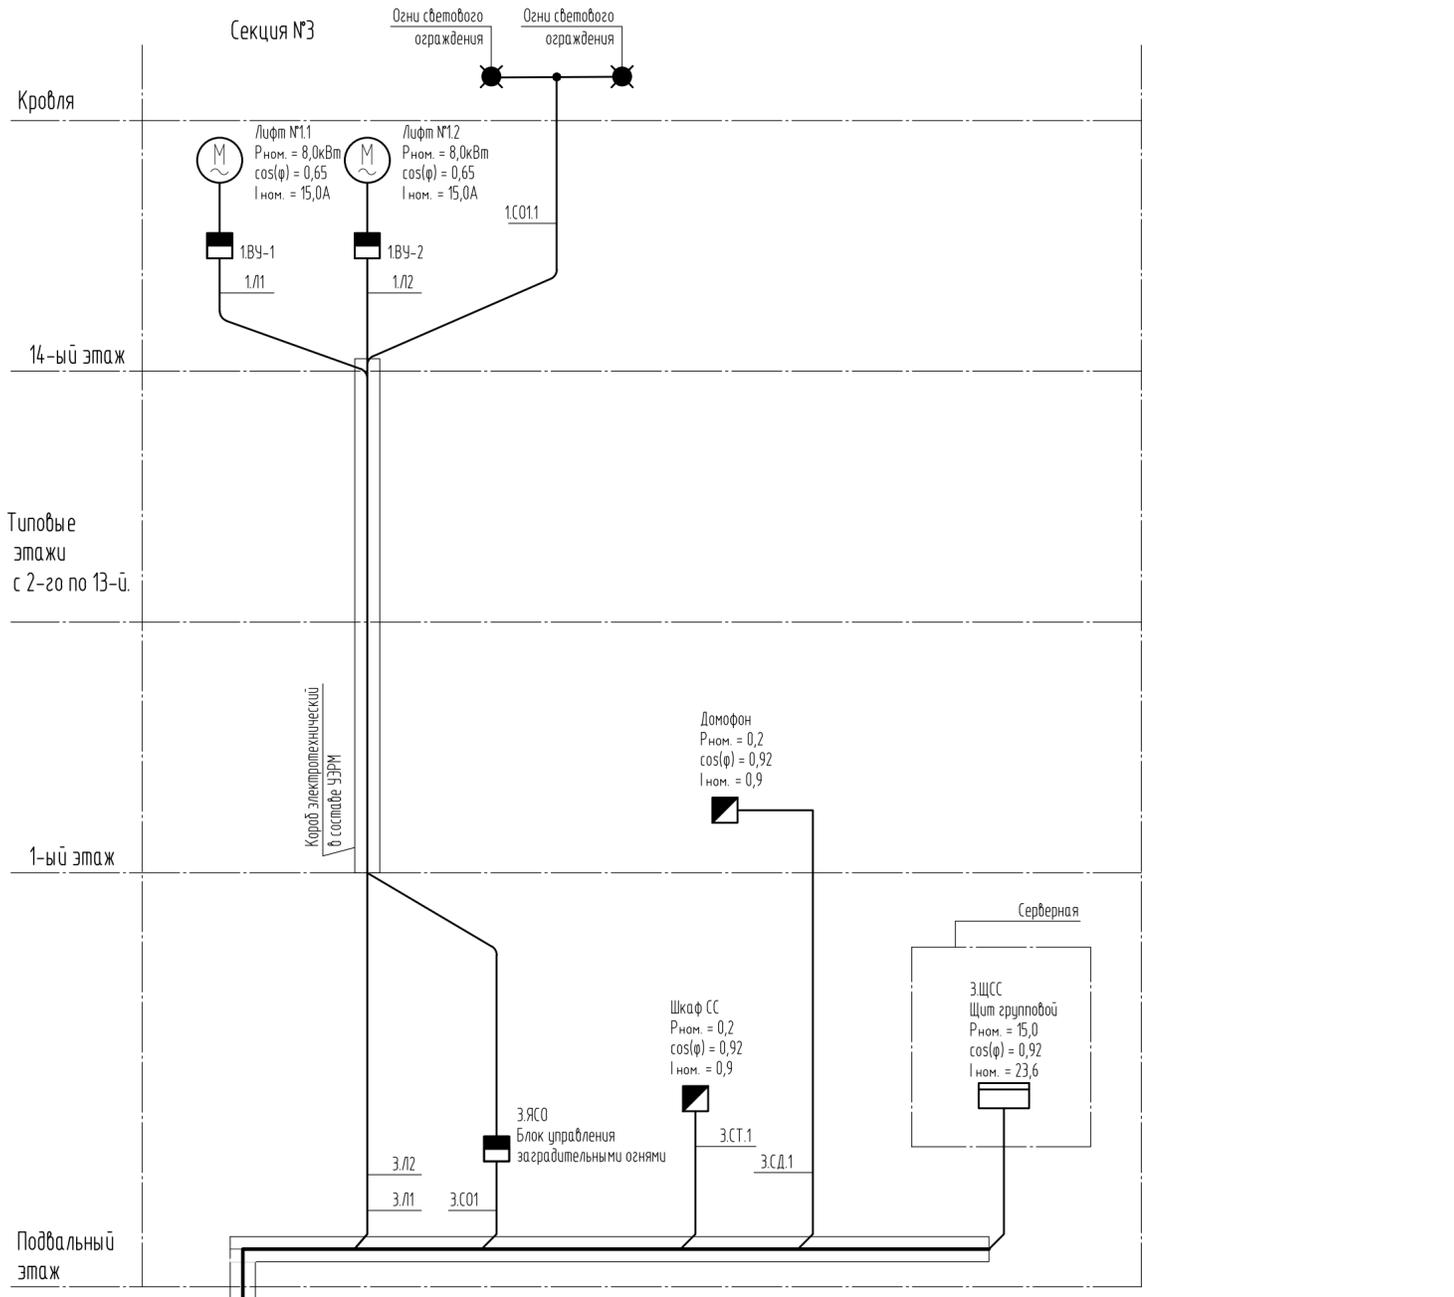 Секция №3
Огни светового
ограждения
Огни светового
ограждения
Кровля
Лифт №1.1
Pном. = 8,0кВт
cos(φ) = 0,65
Iном. = 15,0А
Лифт №1.2
Pном. = 8,0кВт
cos(φ) = 0,65
Iном. = 15,0А
М
М
1.СО1.1
1.ВУ-1
1.ВУ-2
1.Л1
1.Л2
14-ый этаж
Типовые
этажи
с 2-го по 13-й.
Короб электротехнический
в составе УЭРМ
Домофон
Pном. = 0,2
cos(φ) = 0,92
Iном. = 0,9
1-ый этаж
Серверная
3.ЩСС
Щит групповой
Pном. = 15,0
cos(φ) = 0,92
Iном. = 23,6
Шкаф СС
Pном. = 0,2
cos(φ) = 0,92
Iном. = 0,9
3.ЯСО
Блок управления
заградительными огнями
3.СТ.1
3.СД.1
3.Л2
3.Л1
3.СО1
Подвальный
этаж